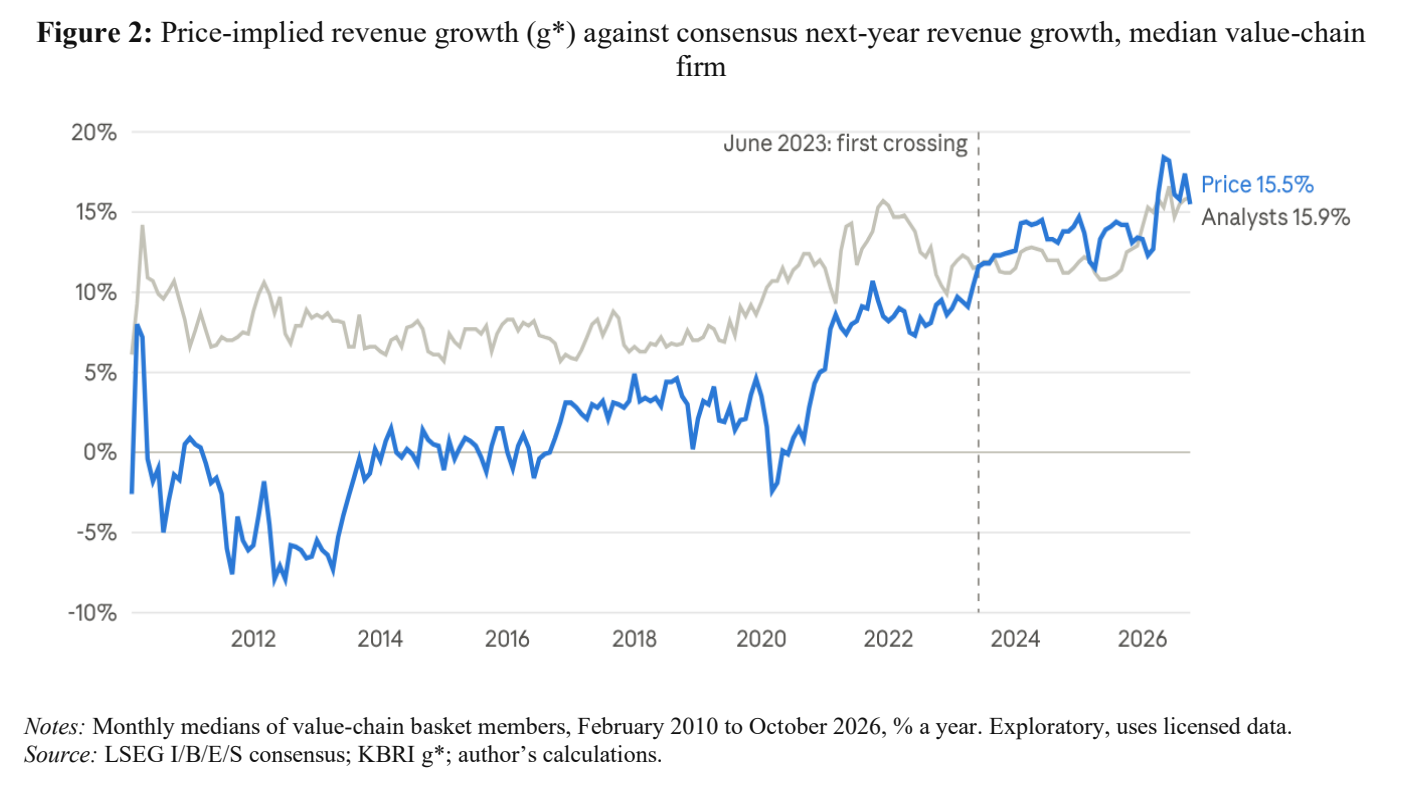 Figure 2: Price-implied revenue growth (g*) against consensus next-year revenue growth, median value-chain
firm
20%
June 2023: first crossing
15%
Price 15.5%
Analysts 15.9%
10%
5%
0%
-5%
-10%
2012 2014 2016 2018 2020 2022 2024 2026
Notes: Monthly medians of value-chain basket members, February 2010 to October 2026, % a year. Exploratory, uses licensed data.
Source: LSEG I/B/E/S consensus; KBRI g*; author’s calculations.